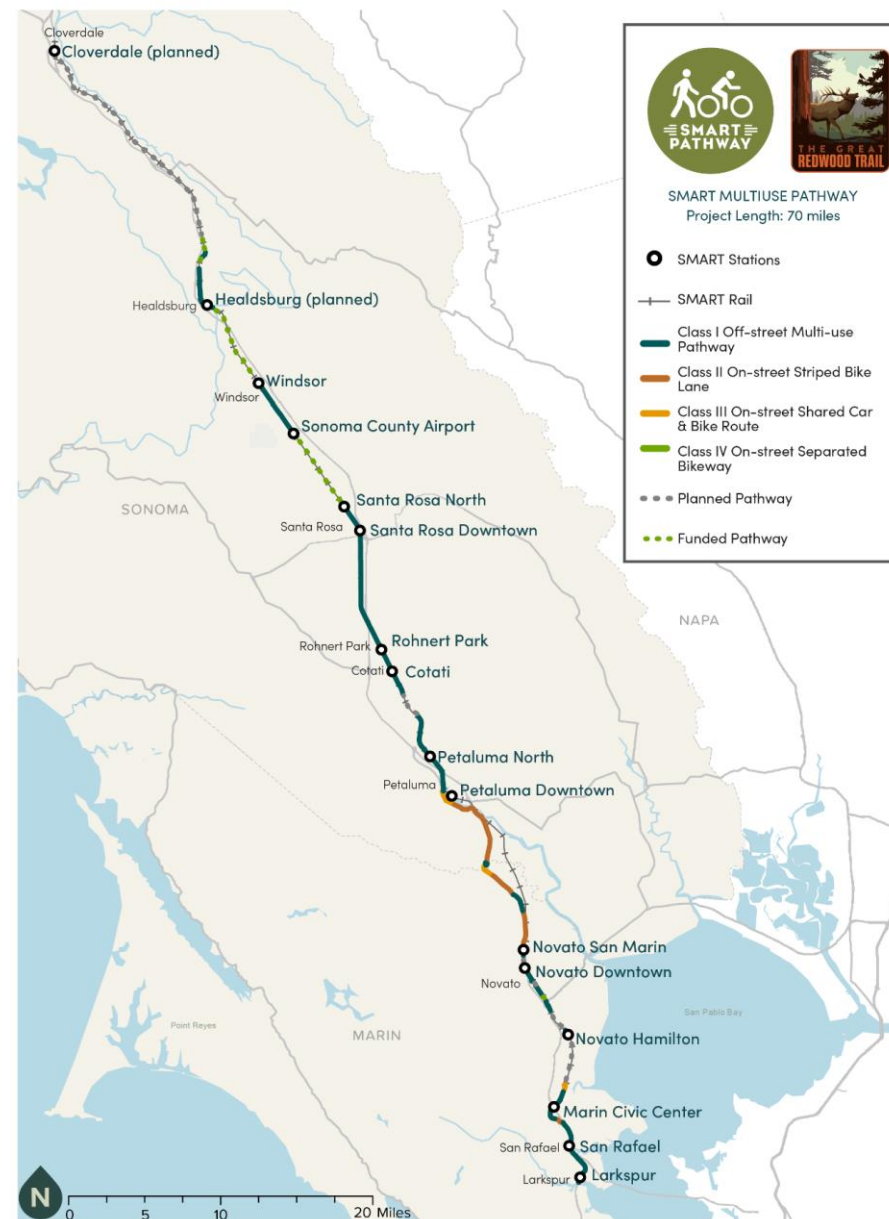 Cloverdale
Cloverdale (planned)
Healdsburg
Healdsburg (planned)
Windsor
Windsor
Sonoma County Airport
SONOMA
Santa Rosa North
Santa Rosa
Santa Rosa Downtown
NAPA
Rohnert Park
Rohnert Park
Cotati
Cotati
Petaluma North
Petaluma
Petaluma Downtown
Novato San Marin
Novato Downtown
Novato
Point Reyes
San Pablo Bay
MARIN
Novato Hamilton
Marin Civic Center
San Rafael
San Rafael
Larkspur
Larkspur
N
0 5 10 20 Miles
SMART
PATHWAY
THE GREAT
REDWOOD TRAIL
SMART MULTIUSE PATHWAY
Project Length: 70 miles
SMART Stations
SMART Rail
Class I Off-street Multi-use
Pathway
Class II On-street Striped Bike
Lane
Class III On-street Shared Car
& Bike Route
Class IV On-street Separated
Bikeway
Planned Pathway
Funded Pathway